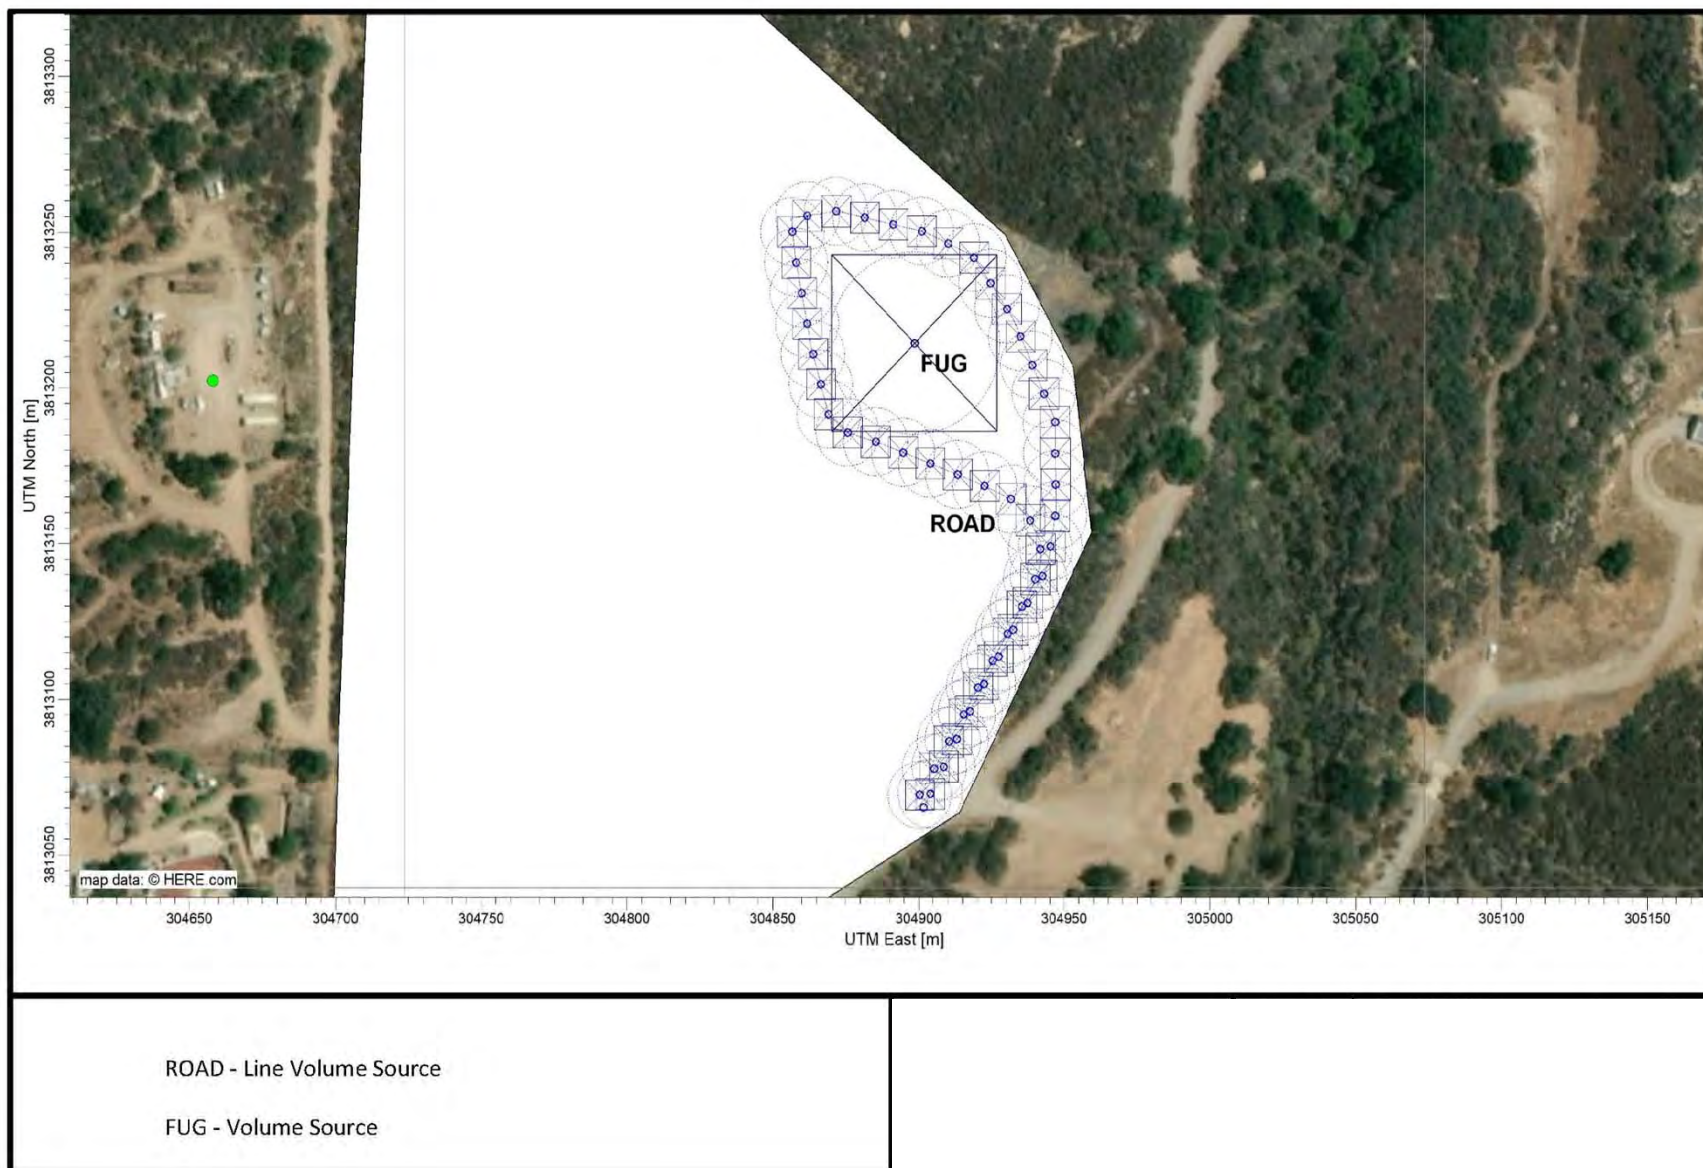 UTM North [m]
3813300
3813250
3813200
3813150
3813100
3813050
FUG
ROAD
map data: © HERE.com
304650 304700 304750 304800 304850 304900 304950 305000 305050 305100 305150
UTM East [m]
ROAD - Line Volume Source
FUG - Volume Source